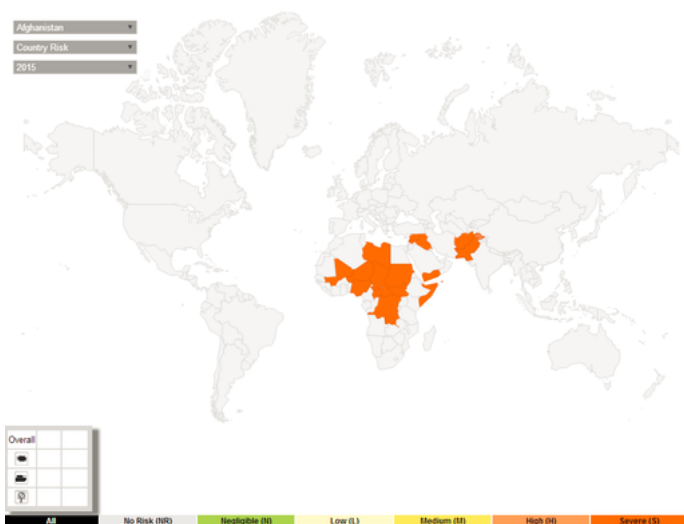 Afghanistan
Country Risk
2015
Overall
All No Risk (NR) Negligible (N) Low (L) Medium (M) High (H) Severe (S)